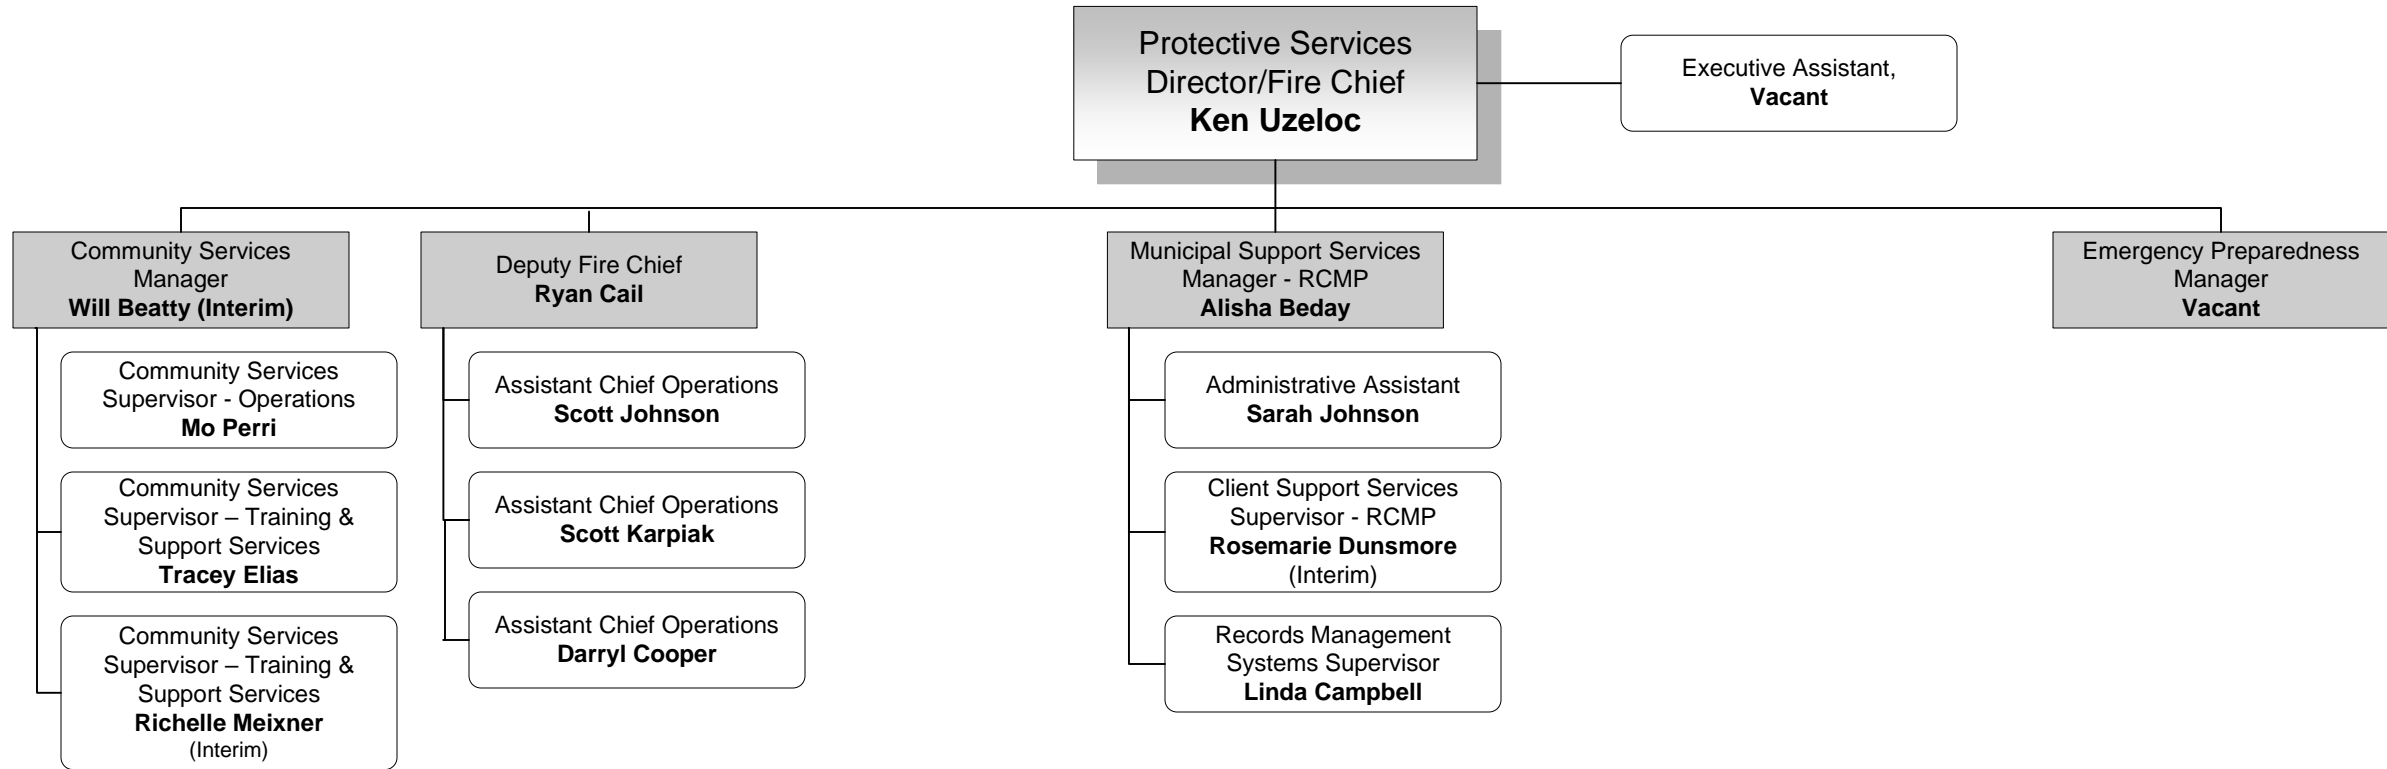 Protective Services
Director/Fire Chief
Ken Uzeloc
Executive Assistant,
Vacant
Community Services
Manager
Will Beatty (Interim)
Community Services
Supervisor - Operations
Mo Perri
Community Services
Supervisor – Training &
Support Services
Tracey Elias
Community Services
Supervisor – Training &
Support Services
Richelle Meixner
(Interim)
Deputy Fire Chief
Ryan Cail
Assistant Chief Operations
Scott Johnson
Assistant Chief Operations
Scott Karpiak
Assistant Chief Operations
Darryl Cooper
Municipal Support Services
Manager - RCMP
Alisha Beday
Administrative Assistant
Sarah Johnson
Client Support Services
Supervisor - RCMP
Rosemarie Dunsmore
(Interim)
Records Management
Systems Supervisor
Linda Campbell
Emergency Preparedness
Manager
Vacant